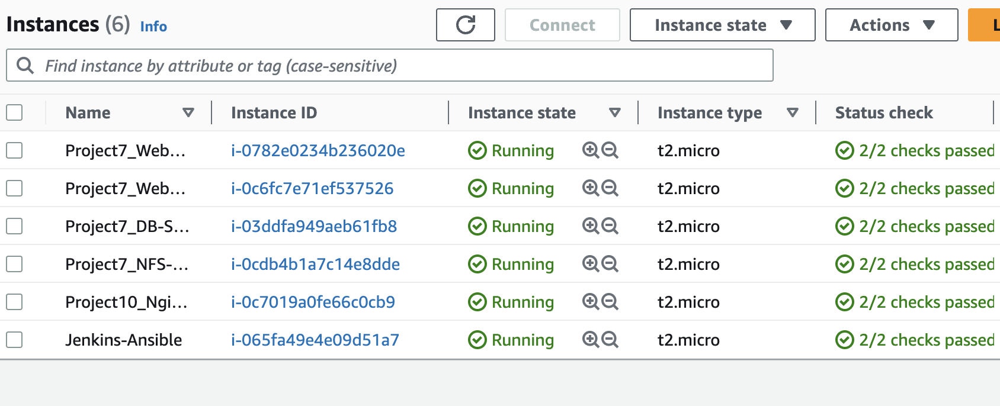 Instances (6) Info Connect Instance state Actions L
Find instance by attribute or tag (case-sensitive)
Name Instance ID Instance state Instance type Status check
Project7_Web... i-0782e0234b236020e Running t2.micro 2/2 checks passed
Project7_Web... i-0c6fc7e71ef537526 Running t2.micro 2/2 checks passed
Project7_DB-S... i-03ddfa949aeb61fb8 Running t2.micro 2/2 checks passed
Project7_NFS-... i-0cdb4b1a7c14e8dde Running t2.micro 2/2 checks passed
Project10_Ngi... i-0c7019a0fe66c0cb9 Running t2.micro 2/2 checks passed
Jenkins-Ansible i-065fa49e4e09d51a7 Running t2.micro 2/2 checks passed